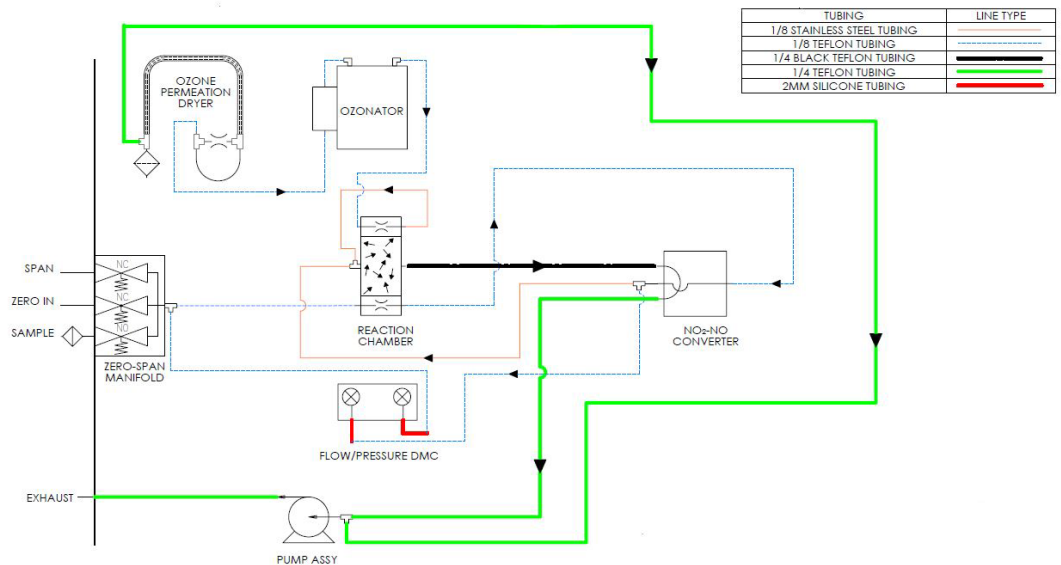 TUBING LINE TYPE
1/8 STAINLESS STEEL TUBING
1/8 TEFLON TUBING
1/4 BLACK TEFLON TUBING
1/4 TEFLON TUBING
2MM SILICONE TUBING
OZONE
PERMEATION
DRYER
OZONATOR
SPAN
ZERO IN
SAMPLE
NC
NC
NO
ZERO-SPAN
MANIFOLD
REACTION
CHAMBER
NO₂-NO
CONVERTER
FLOW/PRESSURE DMC
EXHAUST
PUMP ASSY